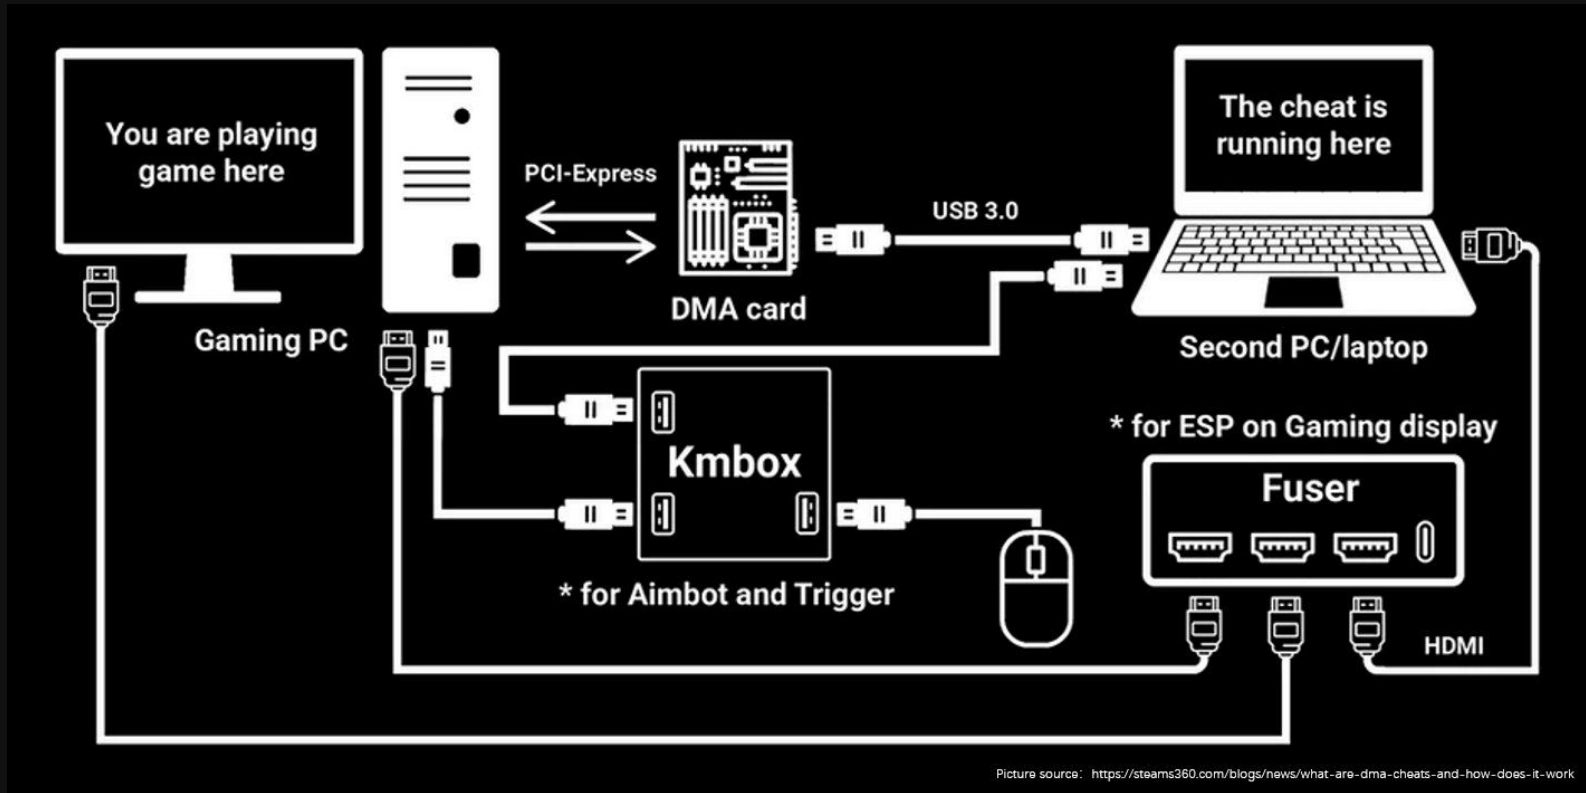 You are playing
game here
The cheat is
running here
PCI-Express
USB 3.0
DMA card
Gaming PC
Second PC/laptop
* for ESP on Gaming display
Kmbox
Fuser
* for Aimbot and Trigger
HDMI
Picture source: https://steams360.com/blogs/news/what-are-dma-cheats-and-how-does-it-work